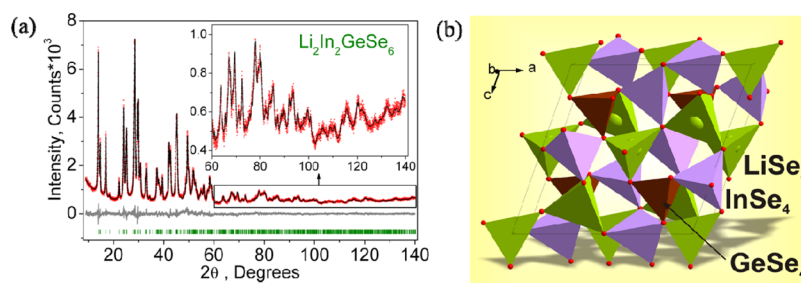 (a)
Intensity, Counts*10³
8
6
4
2
0
1.0
0.8
0.6
0.4
Li₂In₂GeSe₆
60 80 100 120 140
20 40 60 80 100 120 140
2θ , Degrees
(b)
b a
c
LiSe
InSe₄
GeSe